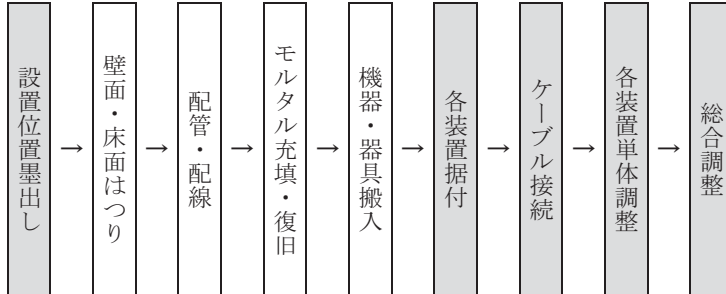 設置位置墨出し
→
壁面・床面はつり
→
配管・配線
→
モルタル充填・復旧
→
機器・器具搬入
→
各装置据付
→
ケーブル接続
→
各装置単体調整
→
総合調整